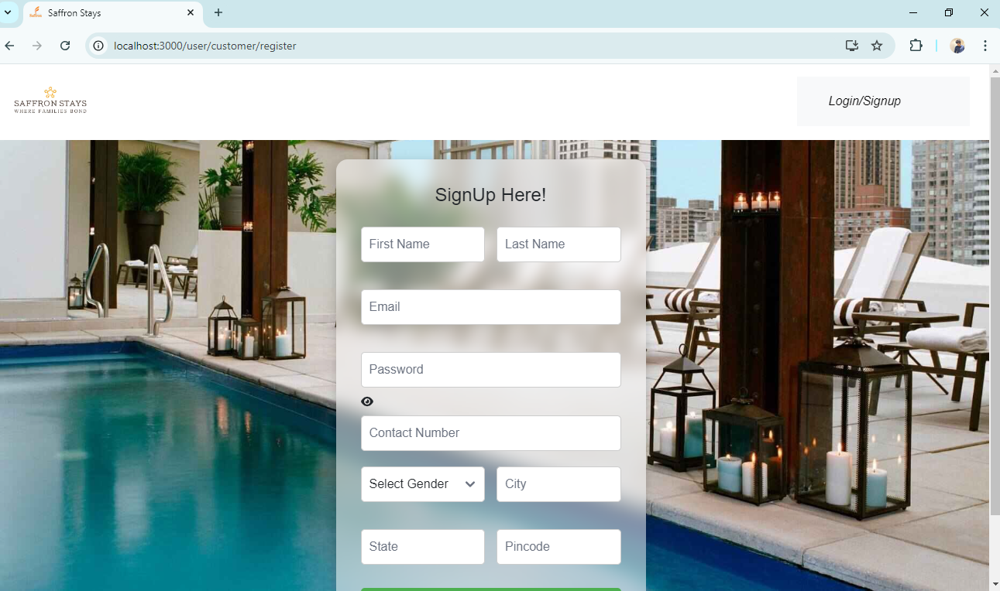 Saffron Stays
localhost:3000/user/customer/register
SAFFRON STAYS
WHERE FAMILIES BOND
Login/Signup
SignUp Here!
First Name Last Name
Email
Password
Contact Number
Select Gender City
State Pincode